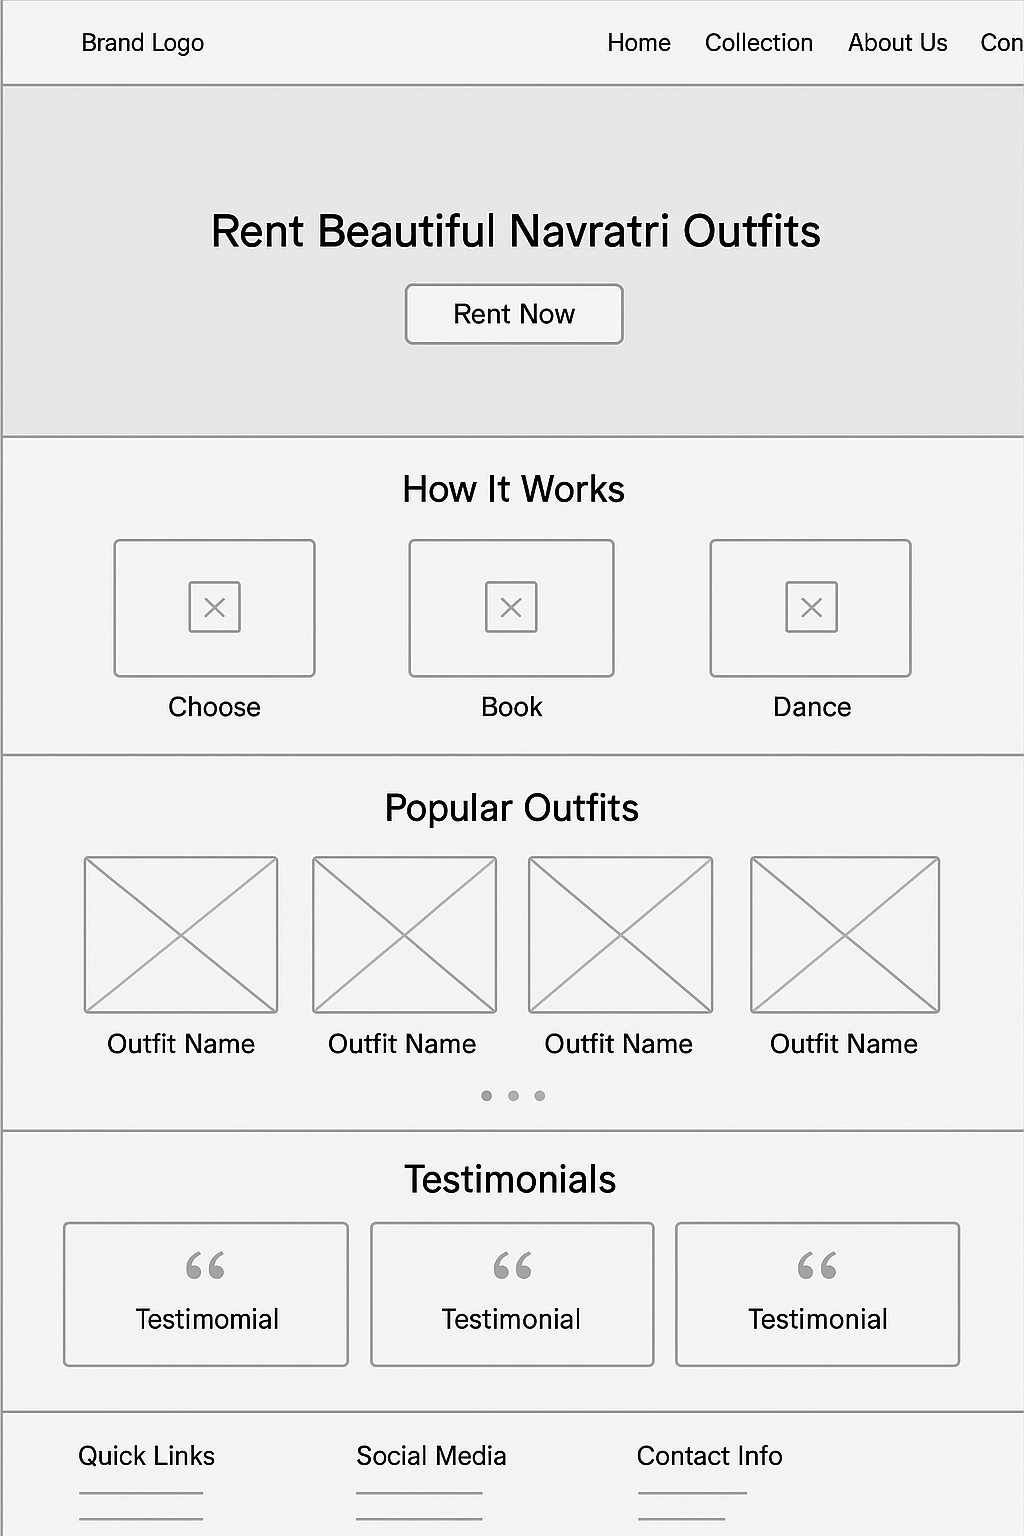 Brand Logo Home Collection About Us Con
Rent Beautiful Navratri Outfits
Rent Now
How It Works
Choose Book Dance
Popular Outfits
Outfit Name Outfit Name Outfit Name Outfit Name
Testimonials
“ “ “
Testimomial Testimonial Testimonial
Quick Links Social Media Contact Info